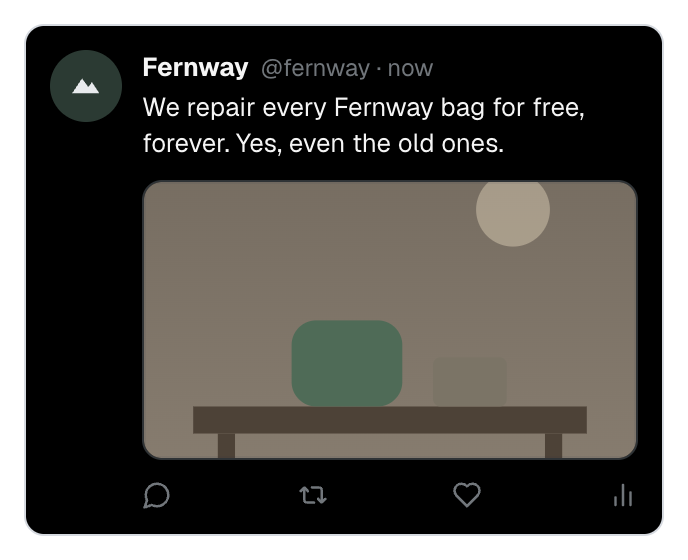 Fernway @fernway · now
We repair every Fernway bag for free,
forever. Yes, even the old ones.